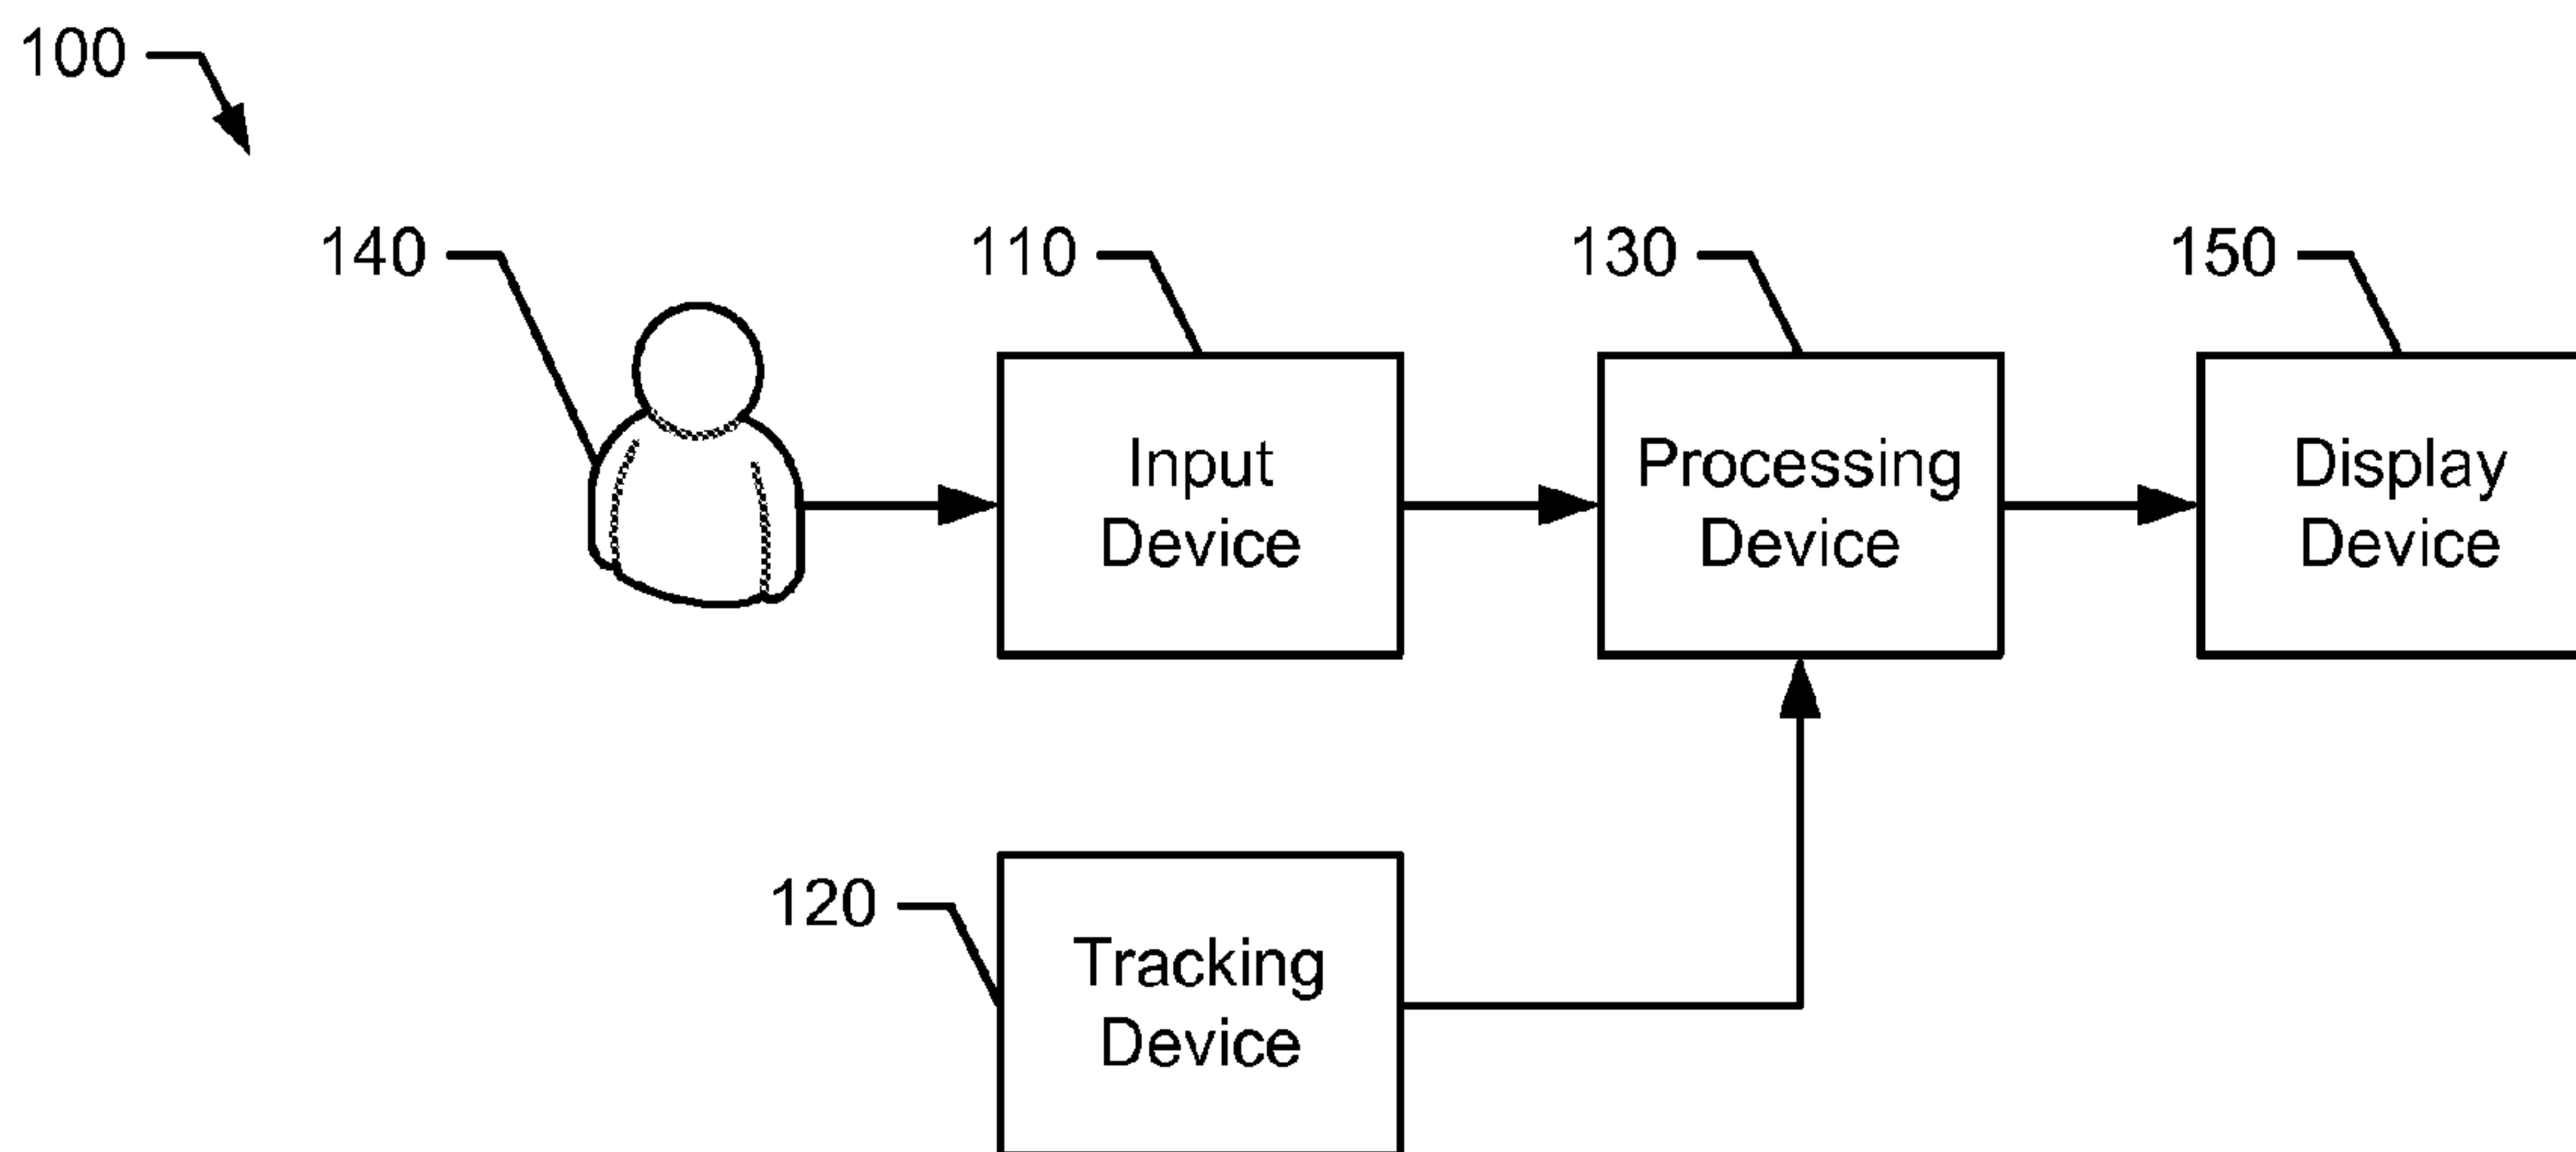 100
140
110
130
150
Input
Device
Processing
Device
Display
Device
120
Tracking
Device